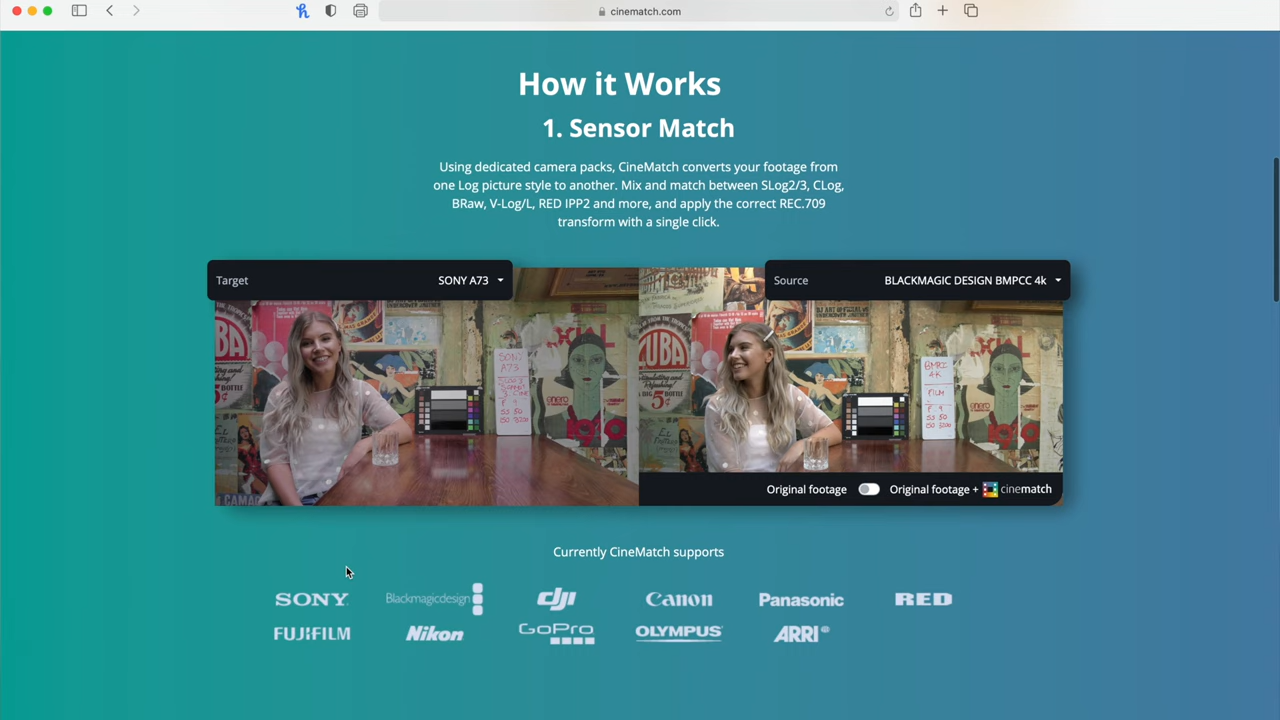 cinematch.com
How it Works
1. Sensor Match
Using dedicated camera packs, CineMatch converts your footage from
one Log picture style to another. Mix and match between SLog2/3, CLog,
BRaw, V-Log/L, RED IPP2 and more, and apply the correct REC.709
transform with a single click.
Target SONY A73
Source BLACKMAGIC DESIGN BMPCC 4k
SONY
A73
FILM
Original footage Original footage + cinematch
Currently CineMatch supports
SONY Blackmagicdesign dji Canon Panasonic RED
FUJIFILM Nikon GoPro OLYMPUS ARRI